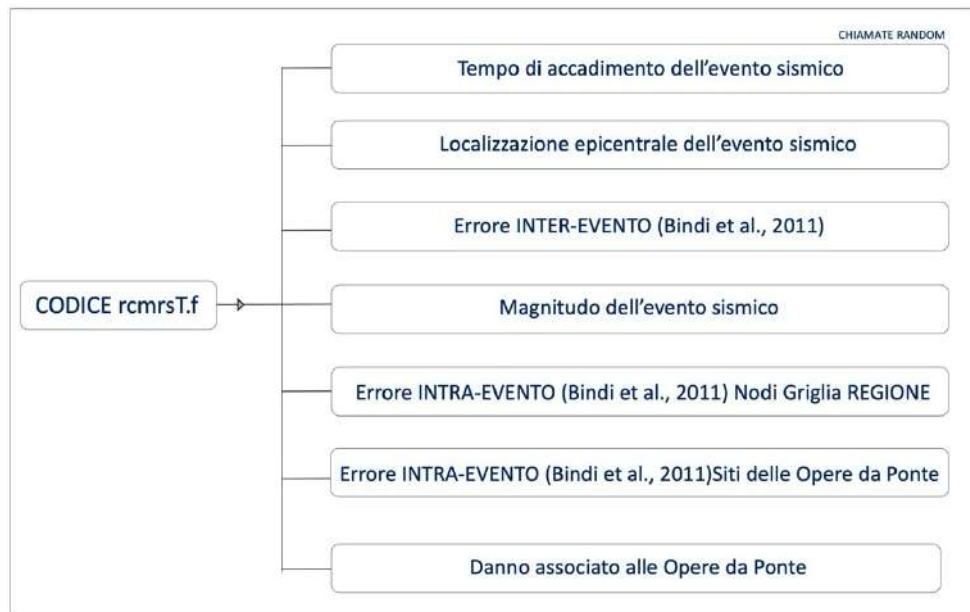 CHIAMATE RANDOM
Tempo di accadimento dell'evento sismico
Localizzazione epicentrale dell'evento sismico
Errore INTER-EVENTO (Bindi et al., 2011)
CODICE rcmrsT.f
Magnitudo dell'evento sismico
Errore INTRA-EVENTO (Bindi et al., 2011) Nodi Griglia REGIONE
Errore INTRA-EVENTO (Bindi et al., 2011)Siti delle Opere da Ponte
Danno associato alle Opere da Ponte